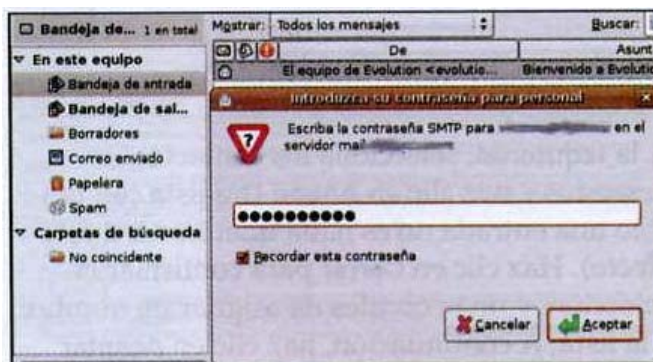 Bandeja de... 1 en total
Mostrar: Todos los mensajes
Buscar:
En este equipo
De
Asunt
Bandeja de entrada
El equipo de Evolution <evolutio...
Bienvenido a Evolutio
Bandeja de sal...
Introduzca su contraseña para personal
Borradores
Correo enviado
Papelera
Spam
Escriba la contraseña SMTP para en el
servidor mail
Carpetas de búsqueda
No coincidente
Recordar esta contraseña
Cancelar
Aceptar